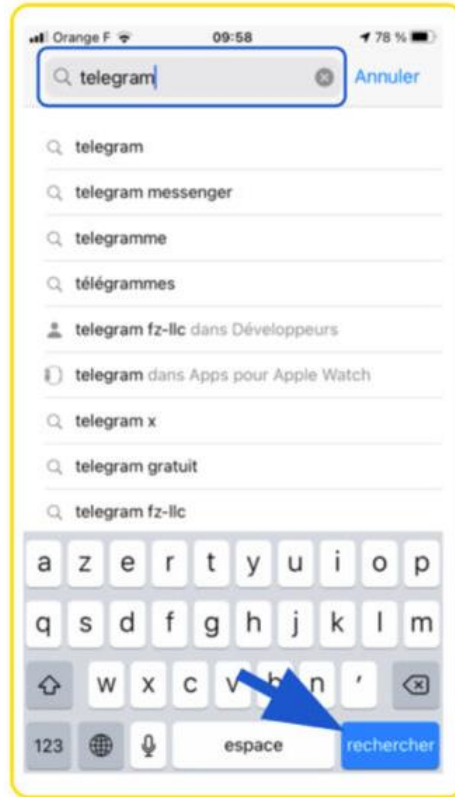 Orange F 09:58 78 %
telegram Annuler
telegram
telegram messenger
telegramme
télégrammes
telegram fz-llc dans Développeurs
telegram dans Apps pour Apple Watch
telegram x
telegram gratuit
telegram fz-llc
a z e r t y u i o p
q s d f g h j k l m
w x c v b n '
123 espace rechercher